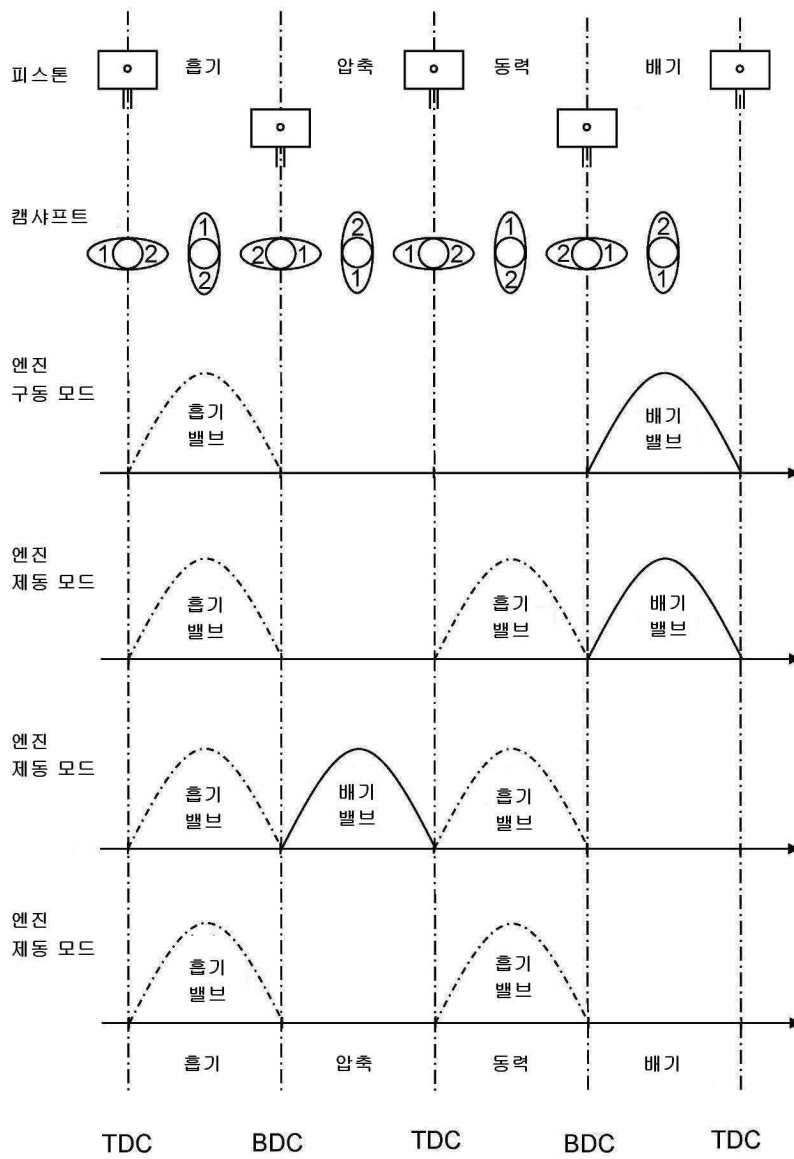 피스톤
흡기
압축
동력
배기
캠샤프트
1 2
1
2
2 1
2
1
1 2
1
2
2 1
2
1
엔진
구동 모드
흡기
밸브
배기
밸브
엔진
제동 모드
흡기
밸브
흡기
밸브
배기
밸브
엔진
제동 모드
흡기
밸브
배기
밸브
흡기
밸브
엔진
제동 모드
흡기
밸브
흡기
밸브
흡기
압축
동력
배기
TDC
BDC
TDC
BDC
TDC